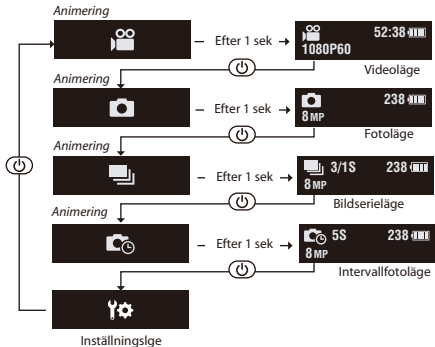 Animering
Efter 1 sek
52:38
1080P60
Videoläge
Animering
Efter 1 sek
238
8MP
Fotoläge
Animering
Efter 1 sek
3/1S 238
8MP
Bildserieläge
Animering
Efter 1 sek
5S 238
8MP
Intervallfotoläge
Inställningslge